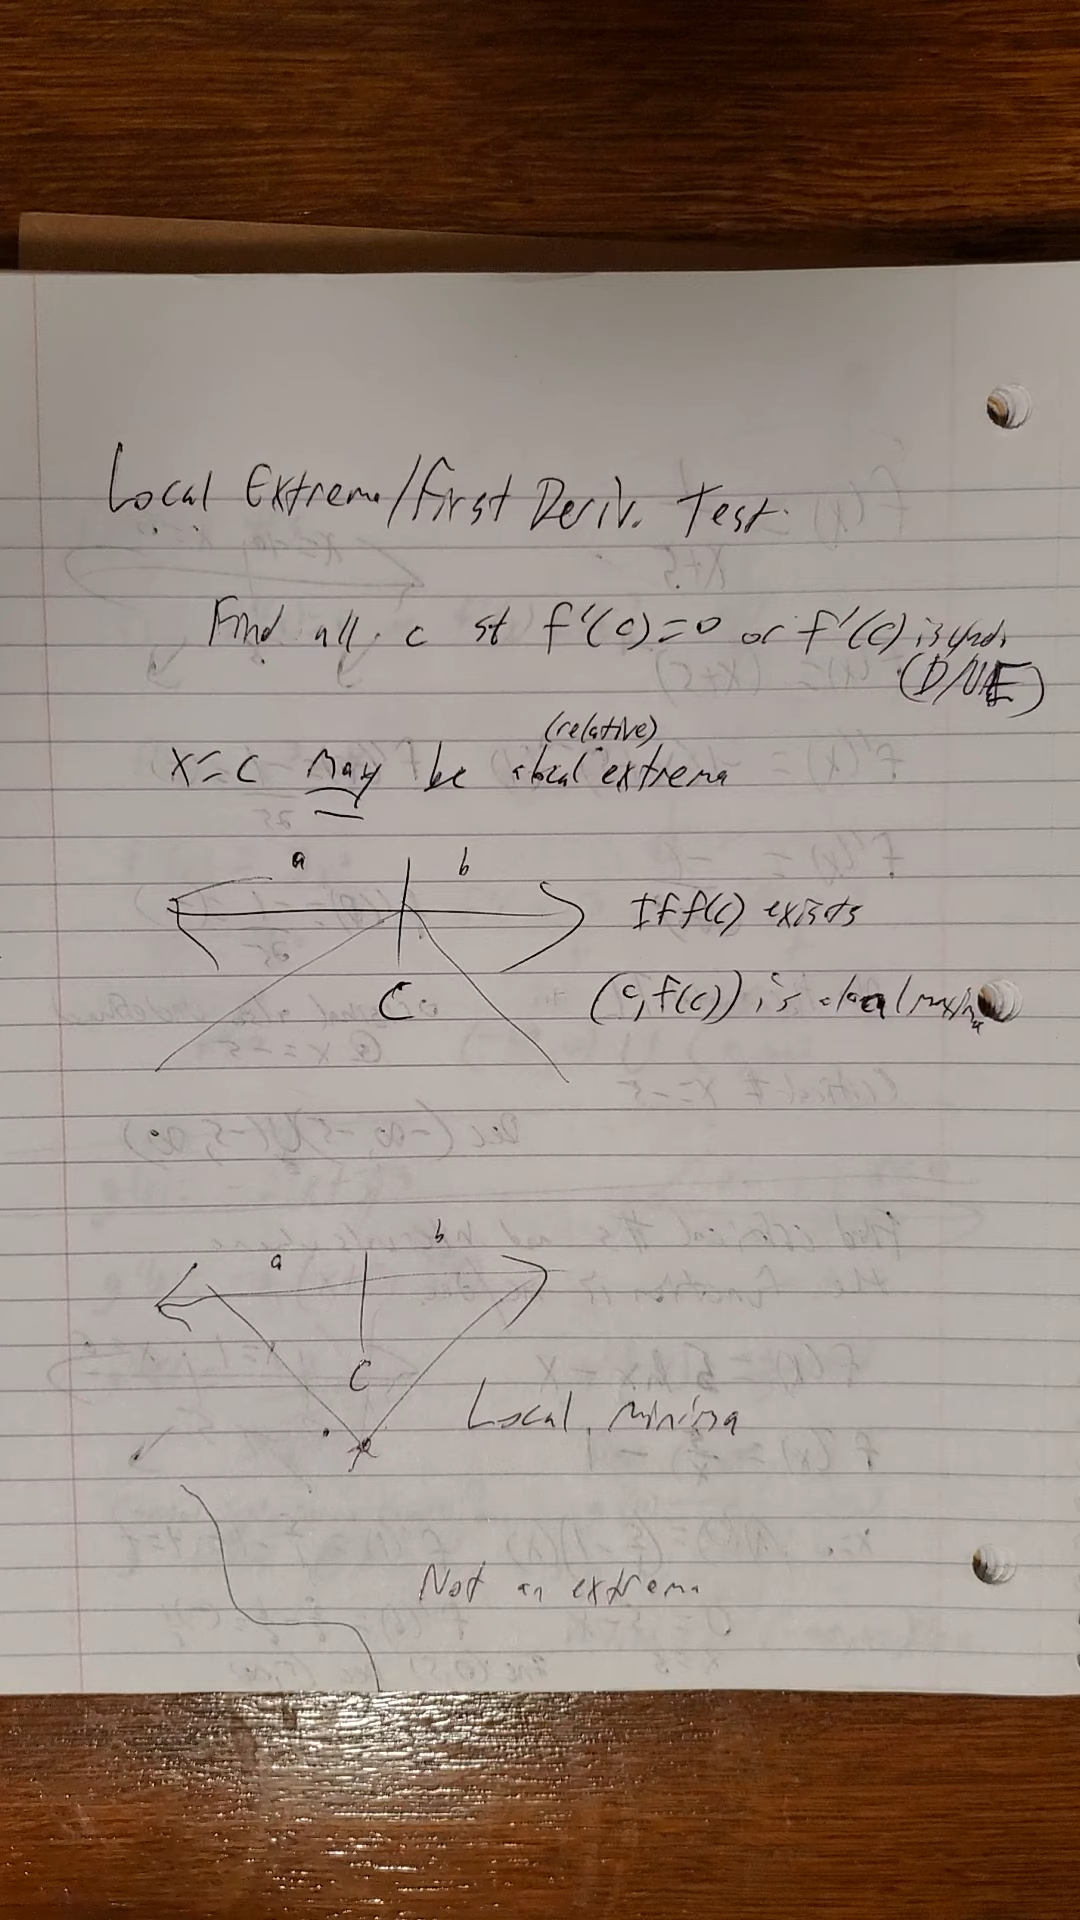 Local Extrema/First Deriv. Test
Find all c st f'(c)=0 or f'(c) is und.
(DNE)
(relative)
x=c may be a local extrema
a b
If f(c) exists
C
(c, f(c)) is a local maxima
a b
C
Local minima
Not an extrema